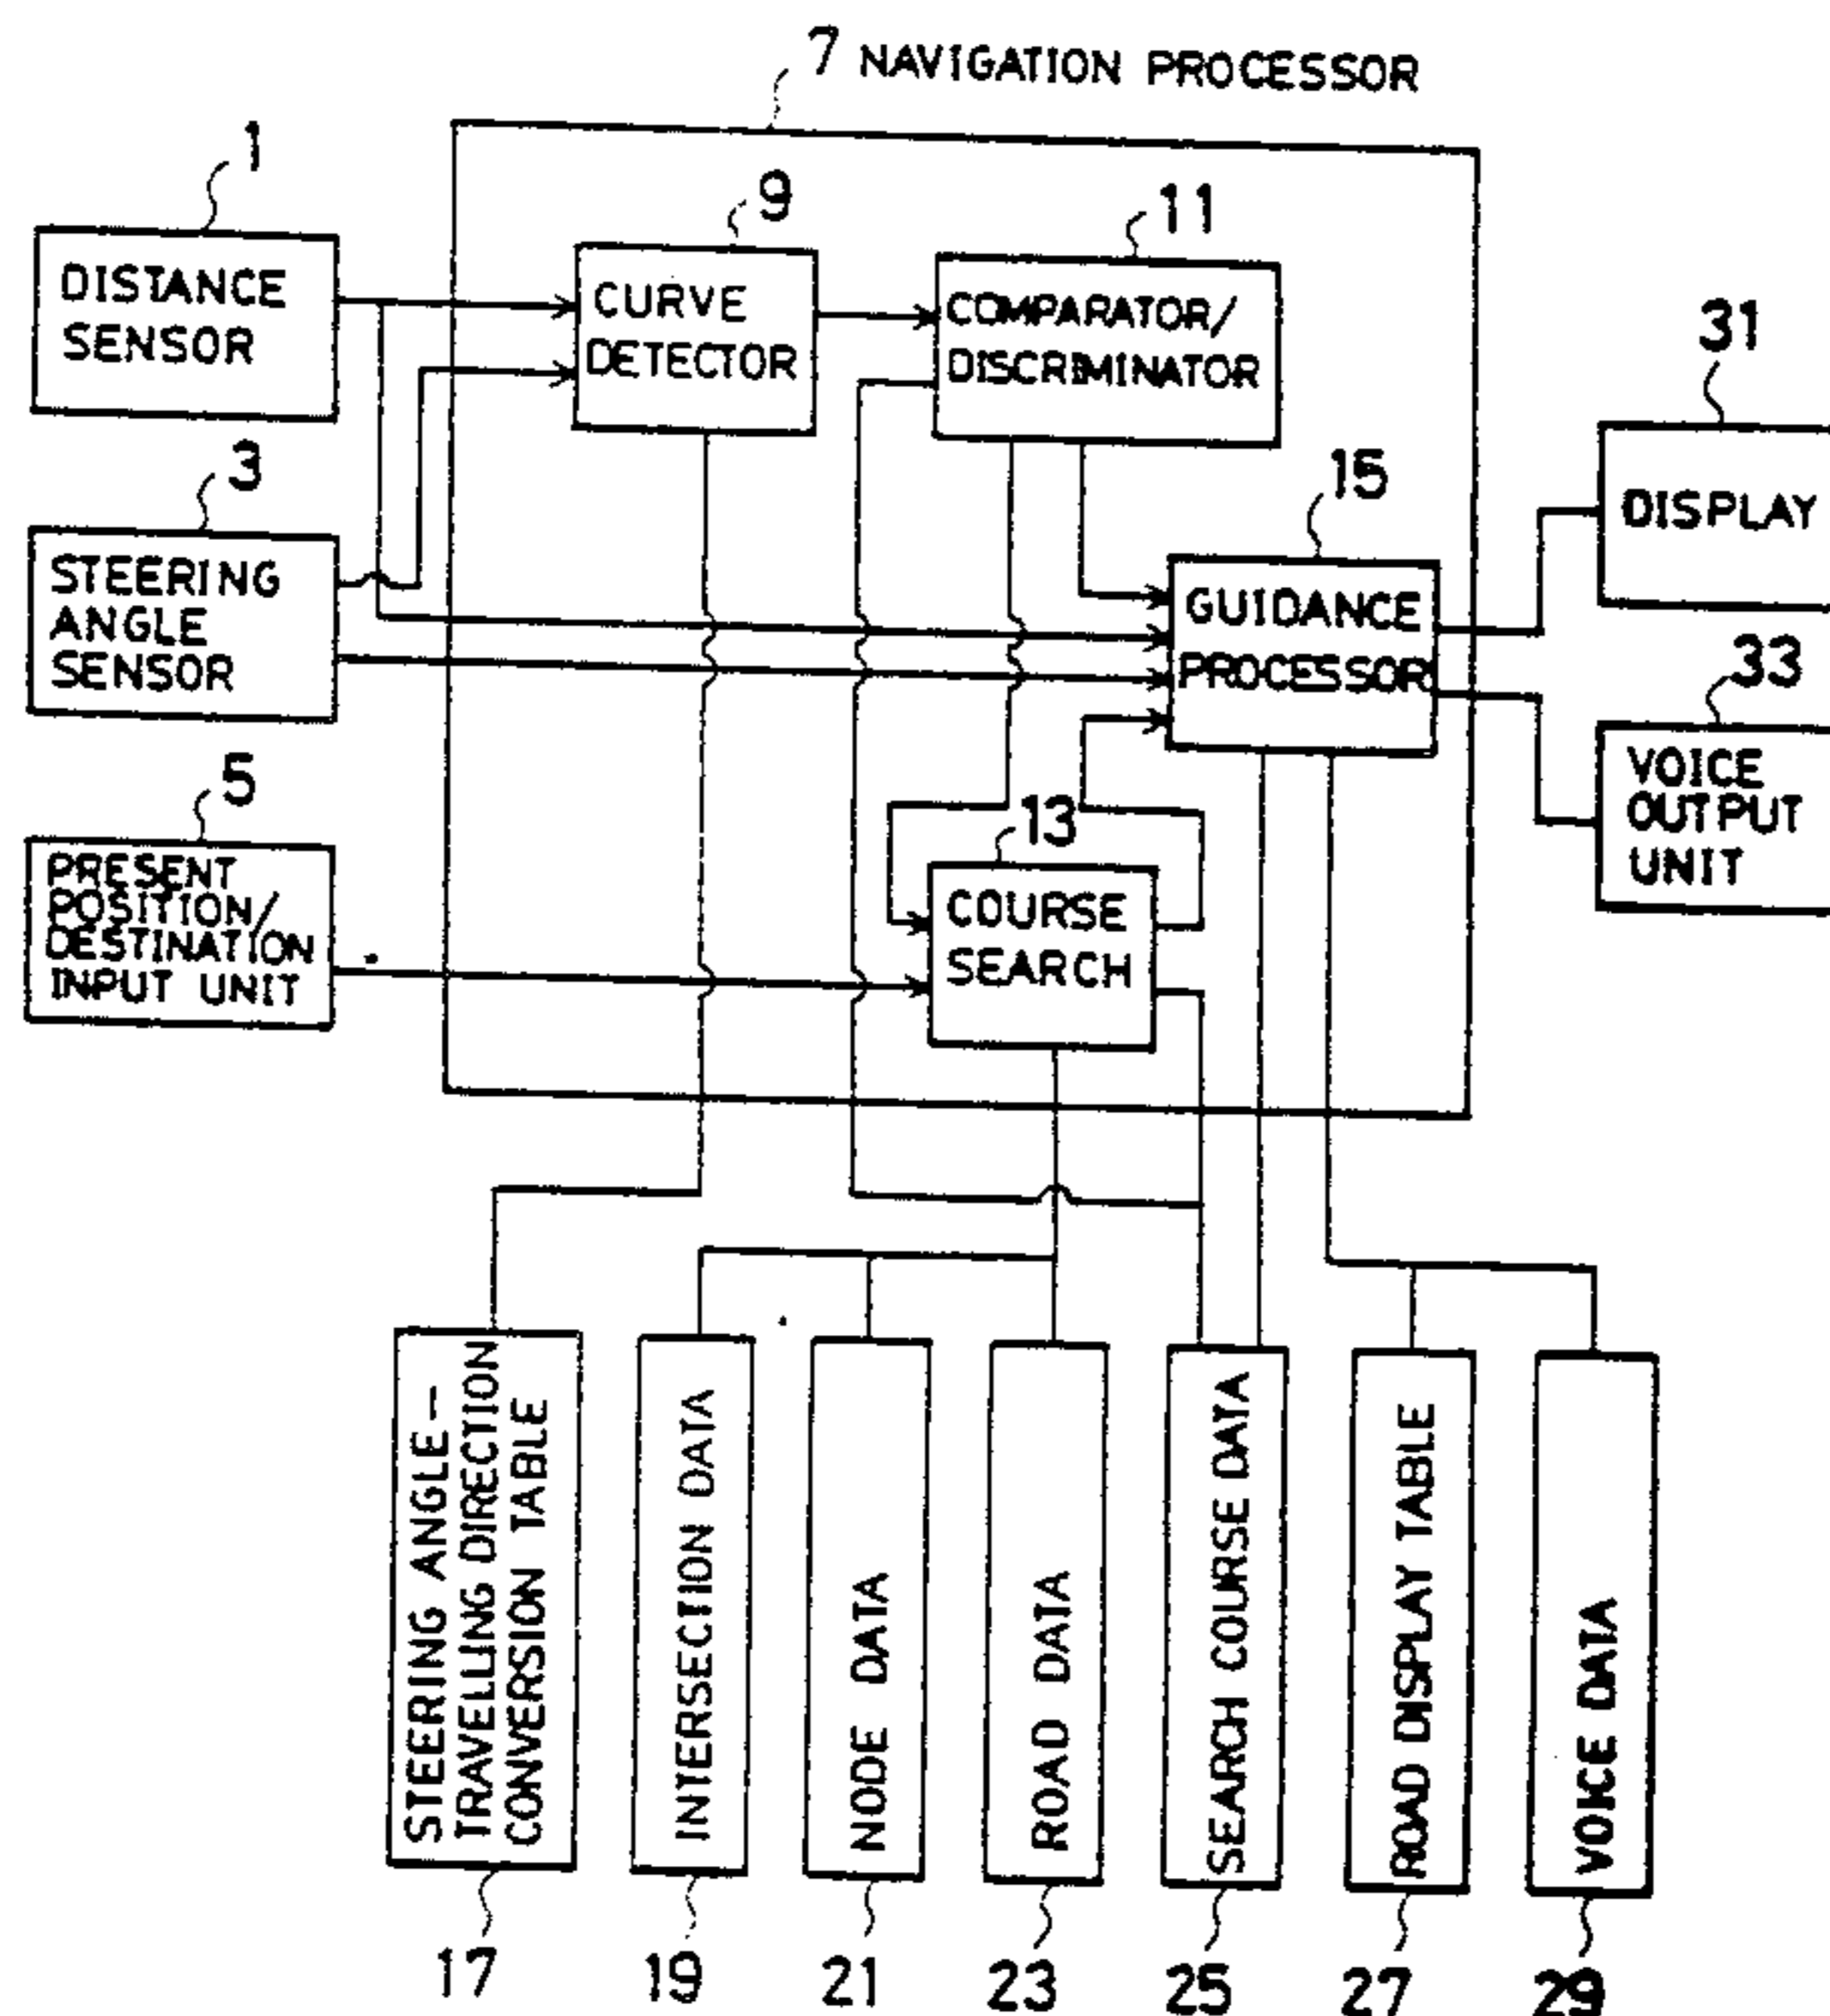 7 NAVIGATION PROCESSOR
1
DISTANCE
SENSOR
9
CURVE
DETECTOR
11
COMPARATOR/
DISCRIMINATOR
31
DISPLAY
3
STEERING
ANGLE
SENSOR
15
GUIDANCE
PROCESSOR
33
VOICE
OUTPUT
UNIT
5
PRESENT
POSITION/
DESTINATION
INPUT UNIT
13
COURSE
SEARCH
STEERING ANGLE-
TRAVELLING DIRECTION
CONVERSION TABLE
INTERSECTION DATA
NODE DATA
ROAD DATA
SEARCH COURSE DATA
ROAD DISPLAY TABLE
VOICE DATA
17
19
21
23
25
27
29